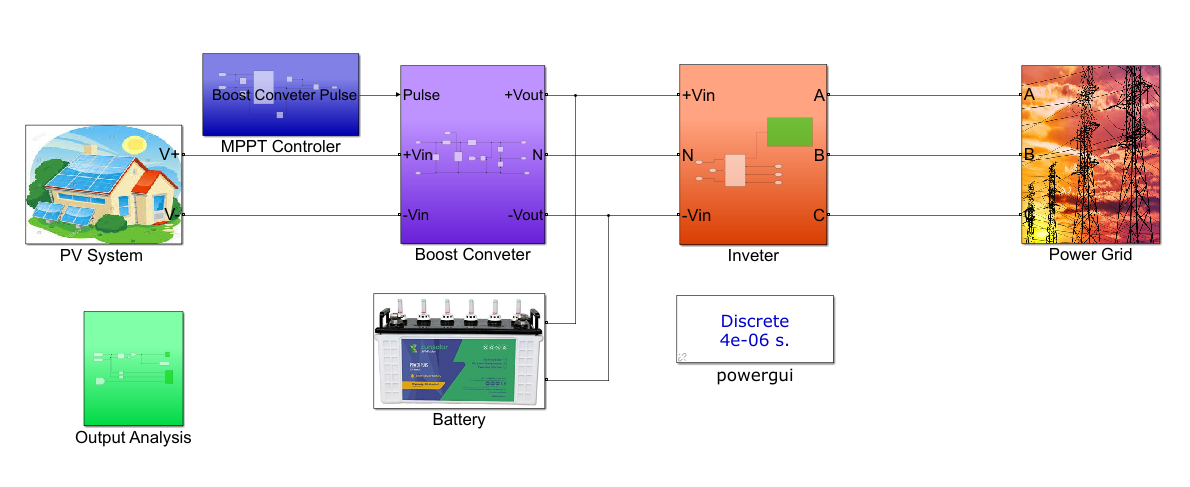 Boost Conveter Pulse
MPPT Controler
V+
V-
PV System
Pulse
+Vin
-Vin
+Vout
N
-Vout
Boost Conveter
+Vin
N
-Vin
A
B
C
Inveter
A
B
C
Power Grid
Output Analysis
Battery
Discrete
4e-06 s.
powergui